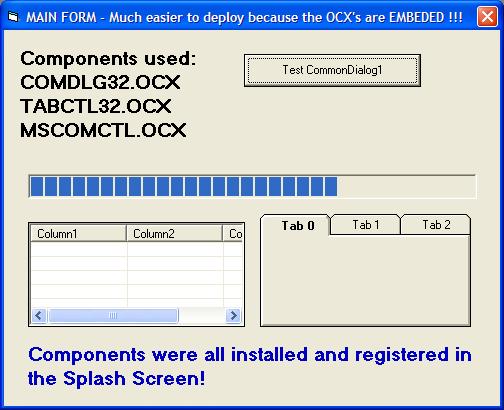 MAIN FORM - Much easier to deploy because the OCX's are EMBEDED !!!
Components used:
COMDLG32.OCX
TABCTL32.OCX
MSCOMCTL.OCX
Test CommonDialog1
Column1 Column2 Co
Tab 0 Tab 1 Tab 2
Components were all installed and registered in
the Splash Screen!